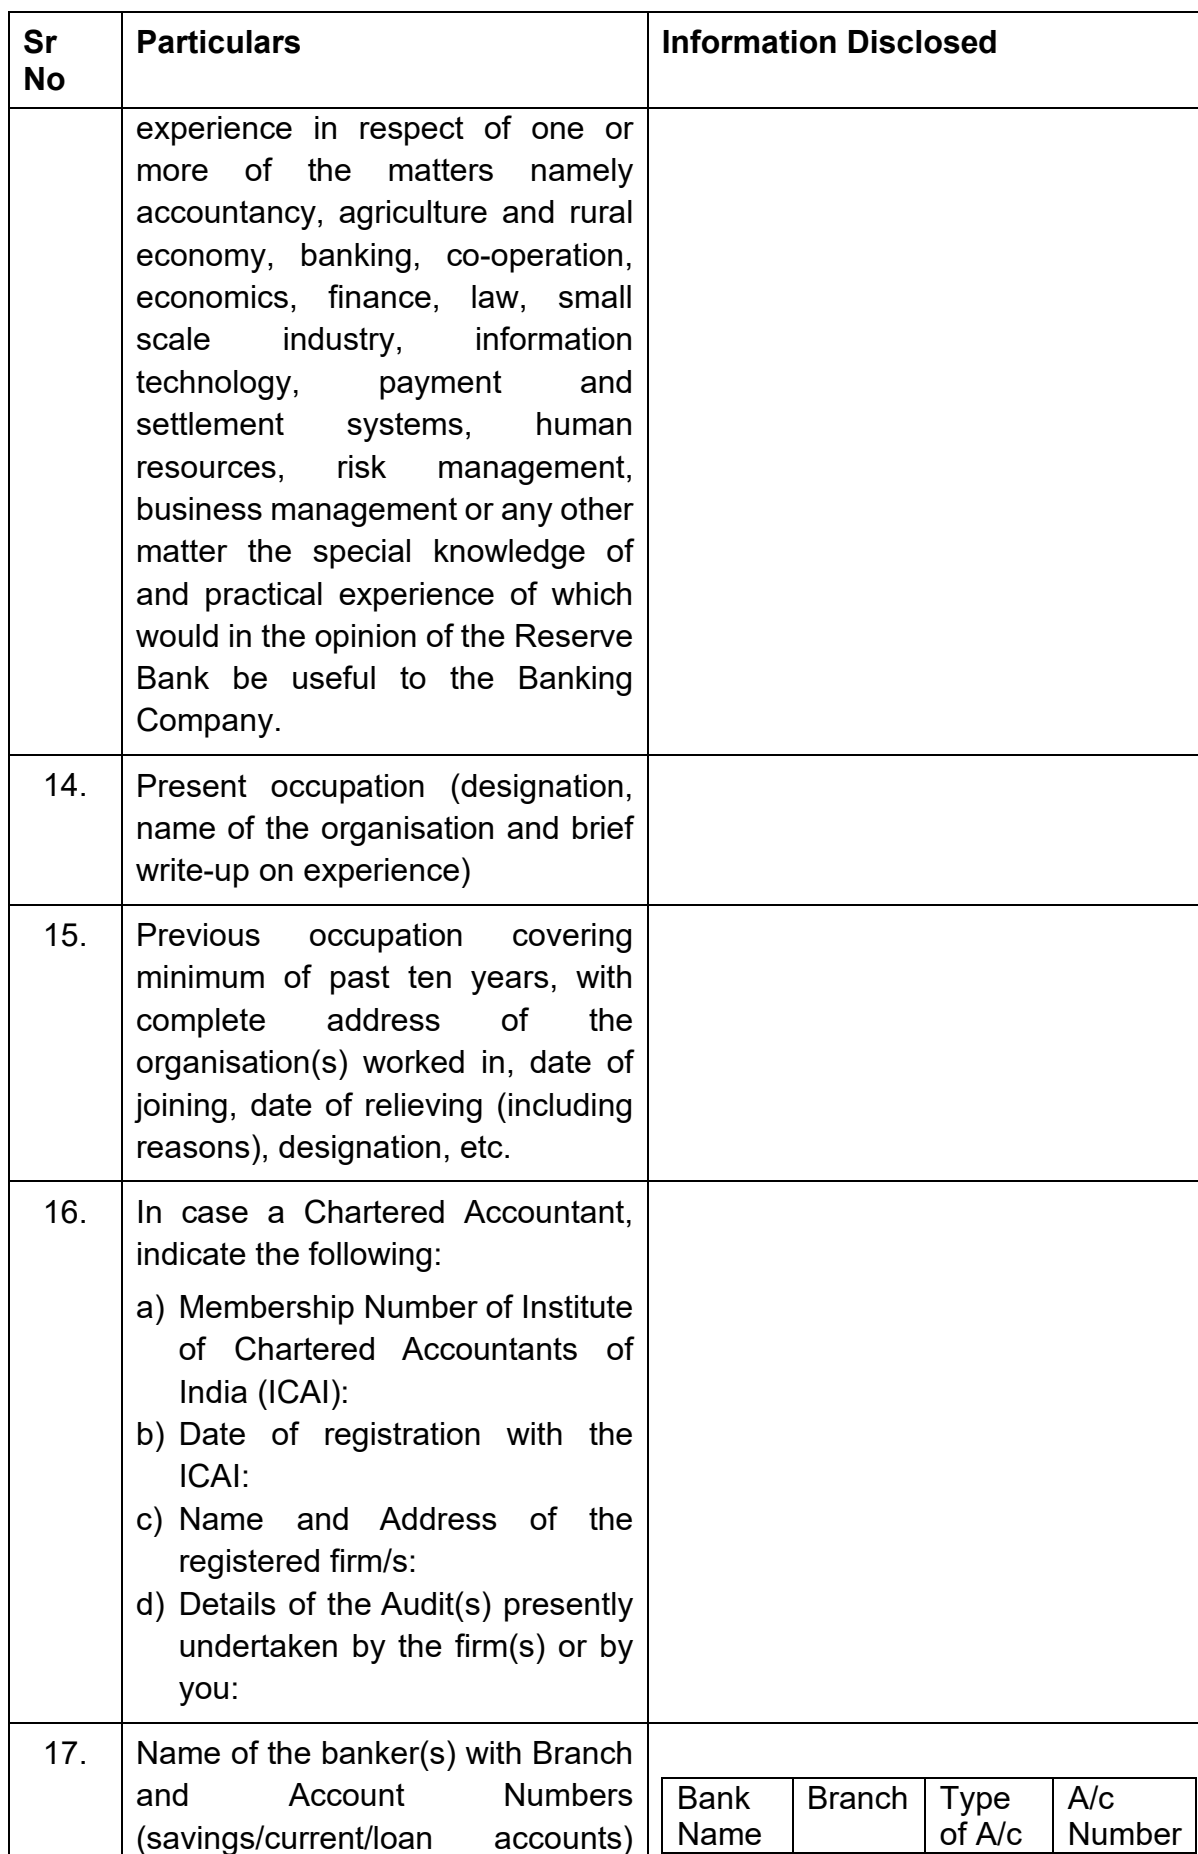 Sr No
Particulars
Information Disclosed
experience in respect of one or
more of the matters namely
accountancy, agriculture and rural
economy, banking, co-operation,
economics, finance, law, small
scale industry, information
technology, payment and
settlement systems, human
resources, risk management,
business management or any other
matter the special knowledge of
and practical experience of which
would in the opinion of the Reserve
Bank be useful to the Banking
Company.
14.
Present occupation (designation,
name of the organisation and brief
write-up on experience)
15.
Previous occupation covering
minimum of past ten years, with
complete address of the
organisation(s) worked in, date of
joining, date of relieving (including
reasons), designation, etc.
16.
In case a Chartered Accountant,
indicate the following:
a) Membership Number of Institute
of Chartered Accountants of
India (ICAI):
b) Date of registration with the
ICAI:
c) Name and Address of the
registered firm/s:
d) Details of the Audit(s) presently
undertaken by the firm(s) or by
you:
17.
Name of the banker(s) with Branch
and Account Numbers
(savings/current/loan accounts)
Bank Name
Branch
Type of A/c
A/c Number